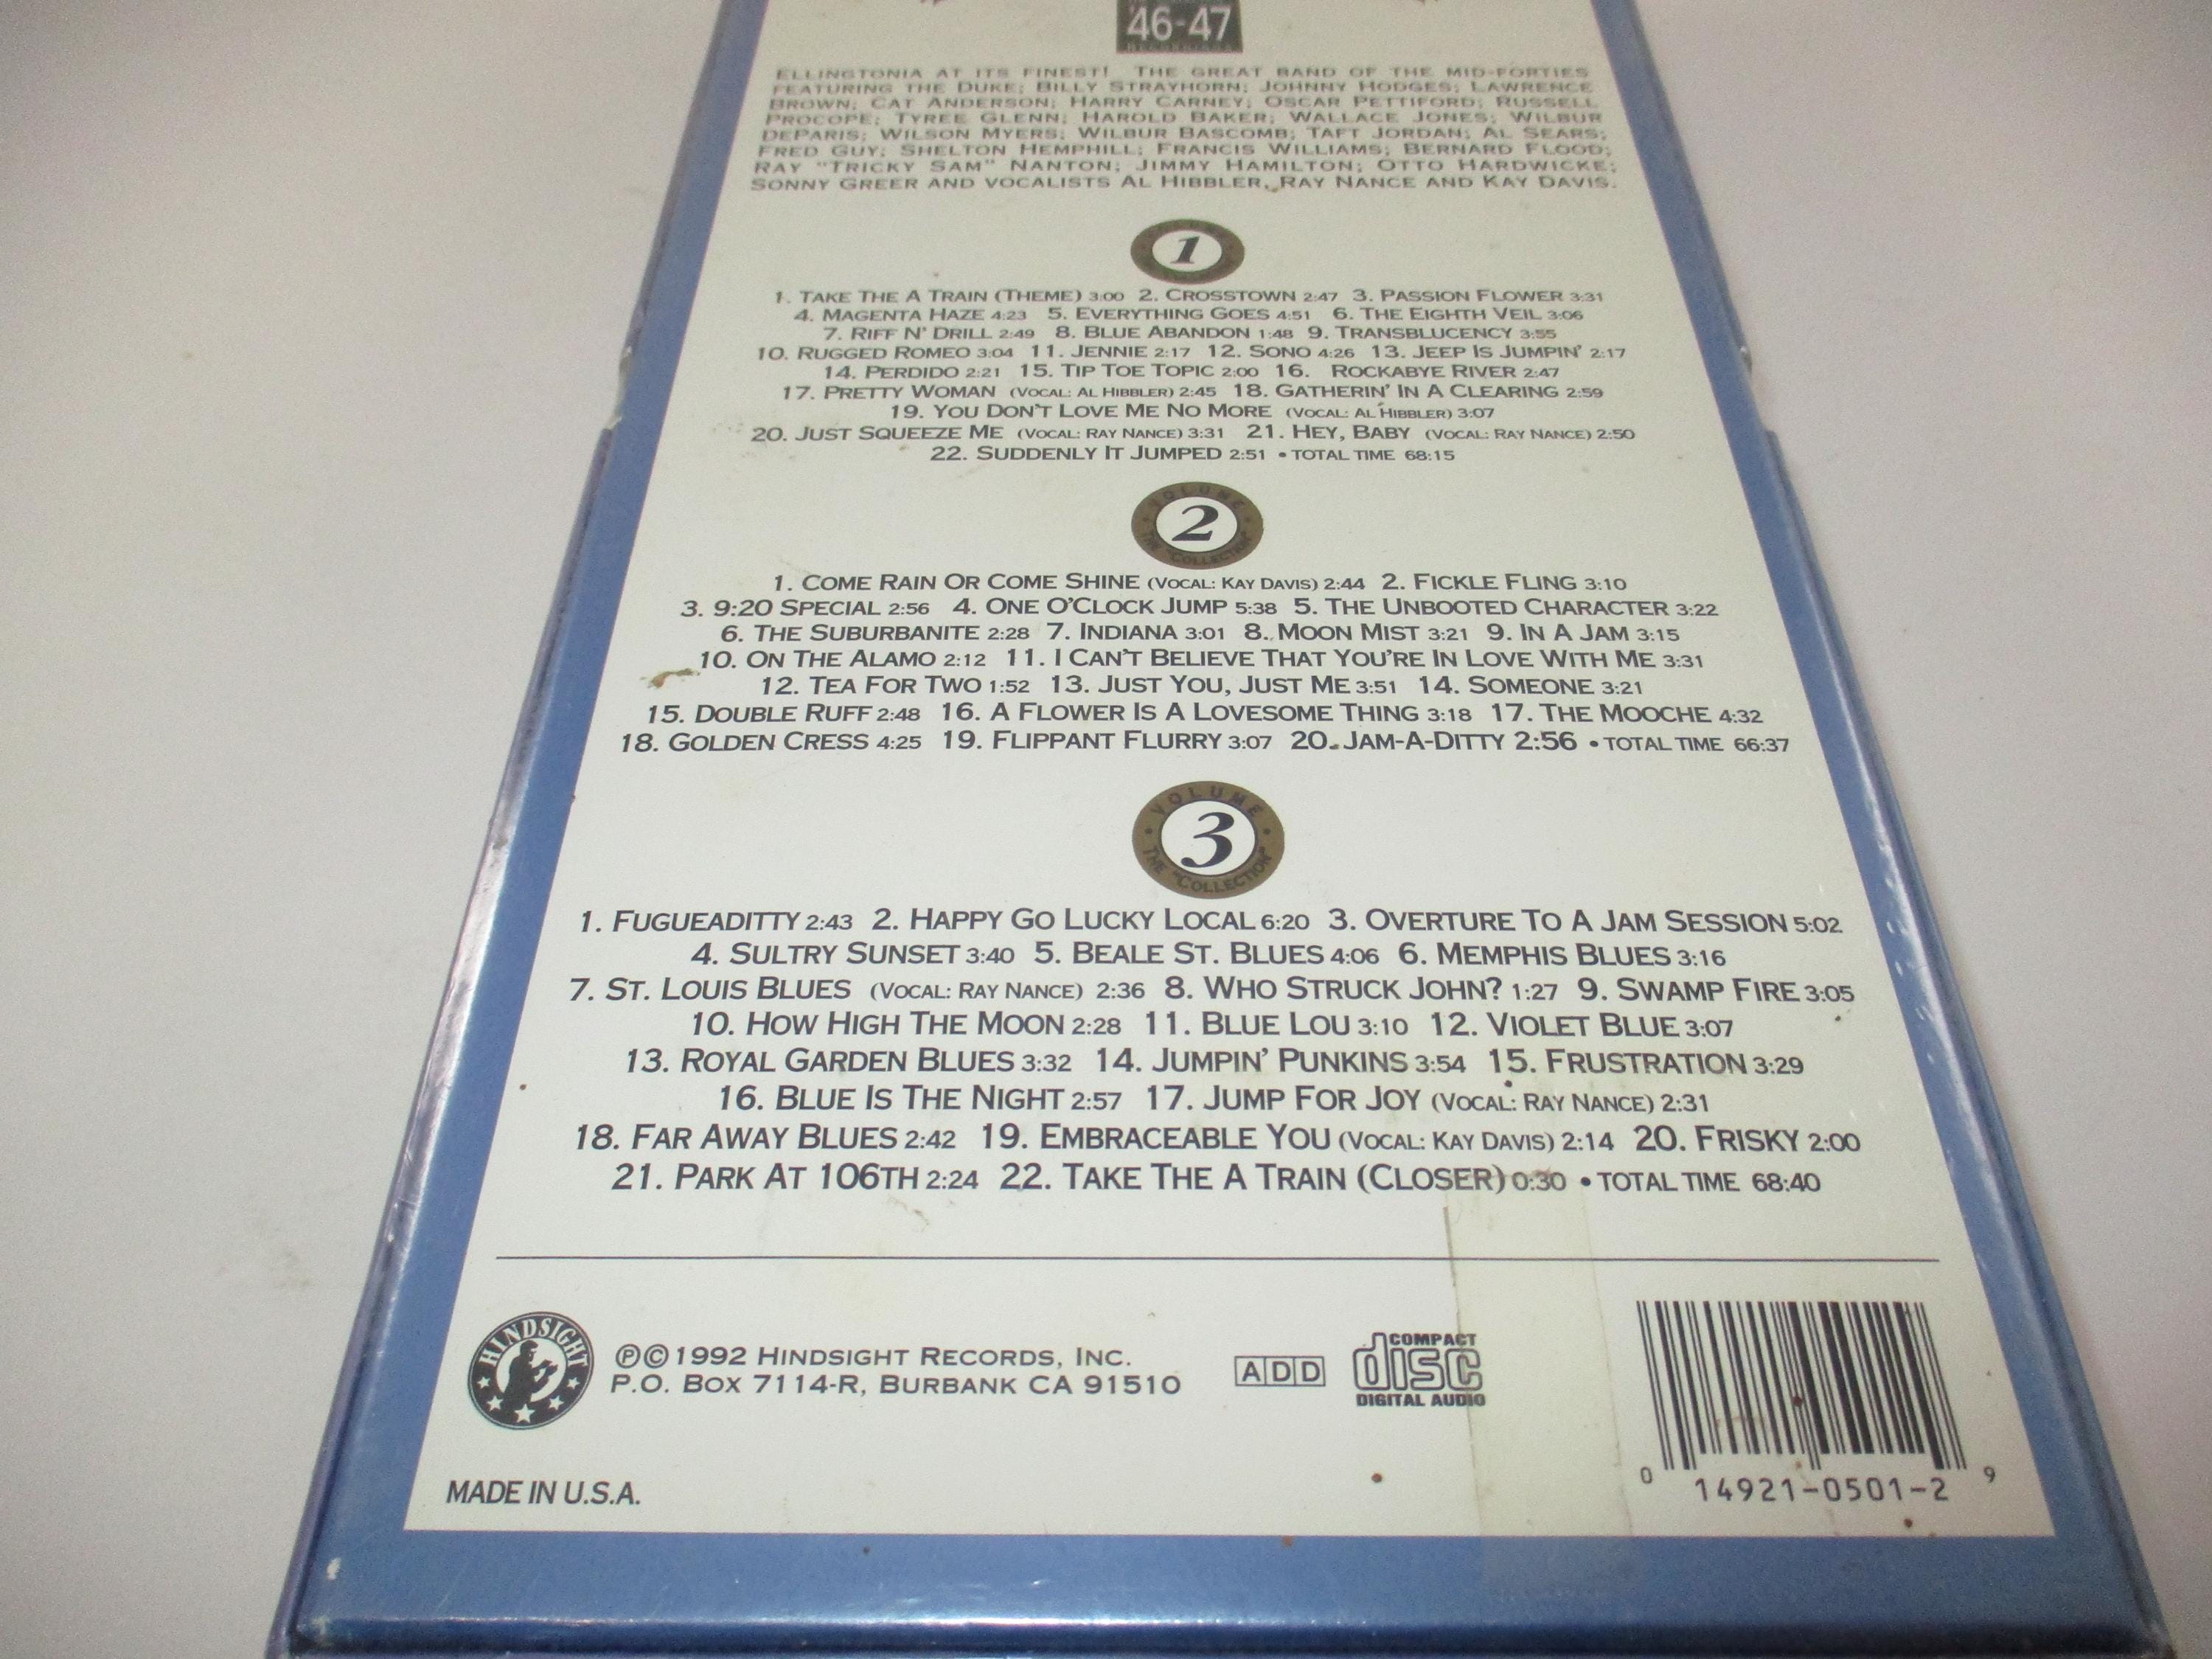 46-47
ELLINGTONIA AT ITS FINEST! THE GREAT BAND OF THE MID-FORTIES
FEATURING THE DUKE; BILLY STRAYHORN; JOHNNY HODGES; LAWRENCE
BROWN; CAT ANDERSON; HARRY CARNEY; OSCAR PETTIFORD; RUSSELL
PROCOPE; TYREE GLENN; HAROLD BAKER; WALLACE JONES; WILBUR
DEPARIS; WILSON MYERS; WILBUR BASCOMB; TAFT JORDAN; AL SEARS;
FRED GUY; SHELTON HEMPHILL; FRANCIS WILLIAMS; BERNARD FLOOD;
RAY "TRICKY SAM" NANTON; JIMMY HAMILTON; OTTO HARDWICKE;
SONNY GREER AND VOCALISTS AL HIBBLER, RAY NANCE AND KAY DAVIS.
1
1. TAKE THE A TRAIN (THEME) 3:00 2. CROSSTOWN 2:47 3. PASSION FLOWER 3:31
4. MAGENTA HAZE 4:23 5. EVERYTHING GOES 4:51 6. THE EIGHTH VEIL 3:06
7. RIFF N' DRILL 2:49 8. BLUE ABANDON 1:48 9. TRANSBLUCENCY 3:55
10. RUGGED ROMEO 3:04 11. JENNIE 2:17 12. SONO 4:26 13. JEEP IS JUMPIN' 2:17
14. PERDIDO 2:21 15. TIP TOE TOPIC 2:00 16. ROCKABYE RIVER 2:47
17. PRETTY WOMAN (VOCAL: AL HIBBLER) 2:45 18. GATHERIN' IN A CLEARING 2:59
19. YOU DON'T LOVE ME NO MORE (VOCAL: AL HIBBLER) 3:07
20. JUST SQUEEZE ME (VOCAL: RAY NANCE) 3:31 21. HEY, BABY (VOCAL: RAY NANCE) 2:50
22. SUDDENLY IT JUMPED 2:51 • TOTAL TIME 68:15
VOLUME
2
THE "COLLECTION"
1. COME RAIN OR COME SHINE (VOCAL: KAY DAVIS) 2:44 2. FICKLE FLING 3:10
3. 9:20 SPECIAL 2:56 4. ONE O'CLOCK JUMP 5:38 5. THE UNBOOTED CHARACTER 3:22
6. THE SUBURBANITE 2:28 7. INDIANA 3:01 8. MOON MIST 3:21 9. IN A JAM 3:15
10. ON THE ALAMO 2:12 11. I CAN'T BELIEVE THAT YOU'RE IN LOVE WITH ME 3:31
12. TEA FOR TWO 1:52 13. JUST YOU, JUST ME 3:51 14. SOMEONE 3:21
15. DOUBLE RUFF 2:48 16. A FLOWER IS A LOVESOME THING 3:18 17. THE MOOCHE 4:32
18. GOLDEN CRESS 4:25 19. FLIPPANT FLURRY 3:07 20. JAM-A-DITTY 2:56 • TOTAL TIME 66:37
VOLUME
3
THE "COLLECTION"
1. FUGUEADITTY 2:43 2. HAPPY GO LUCKY LOCAL 6:20 3. OVERTURE TO A JAM SESSION 5:02
4. SULTRY SUNSET 3:40 5. BEALE ST. BLUES 4:06 6. MEMPHIS BLUES 3:16
7. ST. LOUIS BLUES (VOCAL: RAY NANCE) 2:36 8. WHO STRUCK JOHN? 1:27 9. SWAMP FIRE 3:05
10. HOW HIGH THE MOON 2:28 11. BLUE LOU 3:10 12. VIOLET BLUE 3:07
13. ROYAL GARDEN BLUES 3:32 14. JUMPIN' PUNKINS 3:54 15. FRUSTRATION 3:29
16. BLUE IS THE NIGHT 2:57 17. JUMP FOR JOY (VOCAL: RAY NANCE) 2:31
18. FAR AWAY BLUES 2:42 19. EMBRACEABLE YOU (VOCAL: KAY DAVIS) 2:14 20. FRISKY 2:00
21. PARK AT 106TH 2:24 22. TAKE THE A TRAIN (CLOSER) 0:30 • TOTAL TIME 68:40
HINDSIGHT
℗©1992 HINDSIGHT RECORDS, INC.
P.O. BOX 7114-R, BURBANK CA 91510
ADD
COMPACT
disc
DIGITAL AUDIO
0 14921-0501-2 9
MADE IN U.S.A.